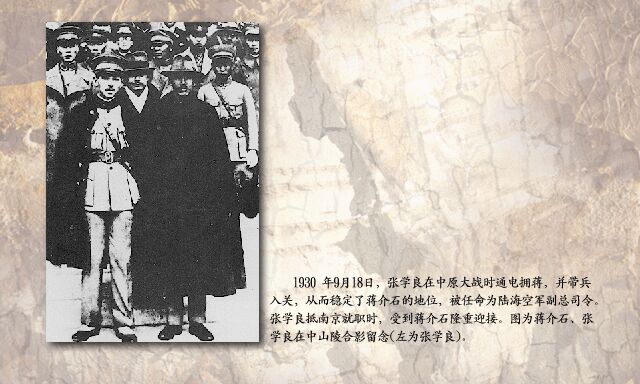 1930 年9月18日，张学良在中原大战时通电拥蒋，并带兵
入关，从而稳定了蒋介石的地位，被任命为陆海空军副总司令。
张学良抵南京就职时，受到蒋介石隆重迎接。图为蒋介石、张
学良在中山陵合影留念(左为张学良)。